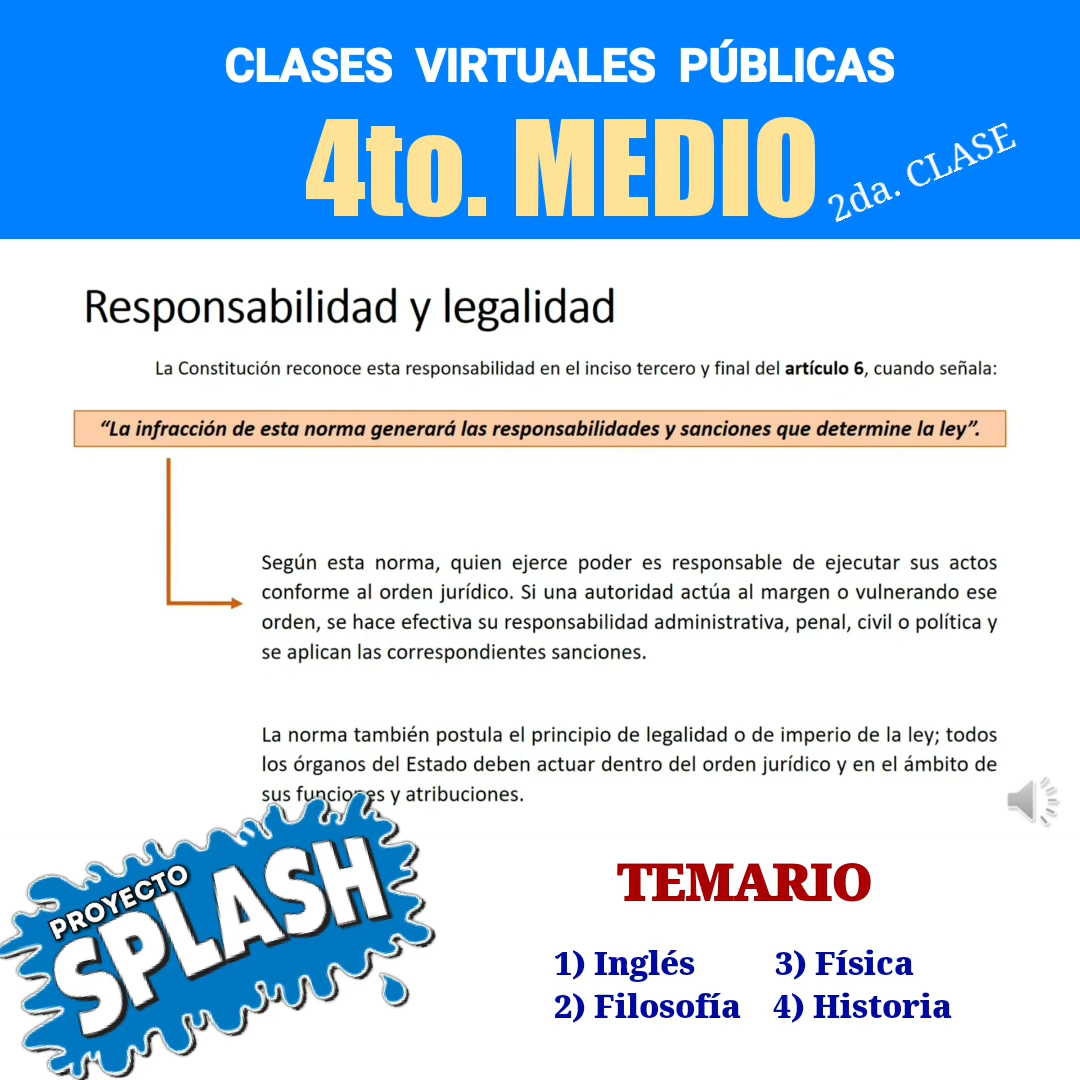 CLASES VIRTUALES PÚBLICAS
4to. MEDIO
2da. CLASE
Responsabilidad y legalidad
La Constitución reconoce esta responsabilidad en el inciso tercero y final del artículo 6, cuando señala:
“La infracción de esta norma generará las responsabilidades y sanciones que determine la ley”.
Según esta norma, quien ejerce poder es responsable de ejecutar sus actos
conforme al orden jurídico. Si una autoridad actúa al margen o vulnerando ese
orden, se hace efectiva su responsabilidad administrativa, penal, civil o política y
se aplican las correspondientes sanciones.
La norma también postula el principio de legalidad o de imperio de la ley; todos
los órganos del Estado deben actuar dentro del orden jurídico y en el ámbito de
sus funciones y atribuciones.
PROYECTO
SPLASH
TEMARIO
1) Inglés 3) Física
2) Filosofía 4) Historia